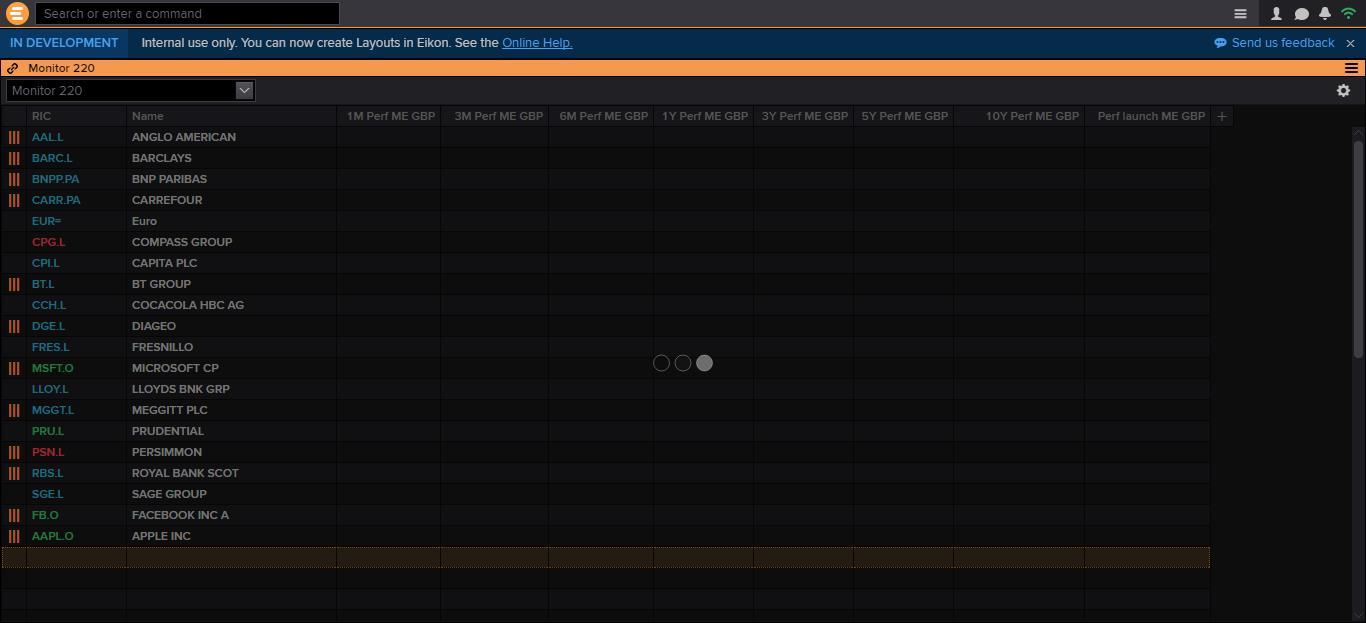 Search or enter a command
IN DEVELOPMENT Internal use only. You can now create Layouts in Eikon. See the Online Help. Send us feedback
Monitor 220
Monitor 220
RIC Name 1M Perf ME GBP 3M Perf ME GBP 6M Perf ME GBP 1Y Perf ME GBP 3Y Perf ME GBP 5Y Perf ME GBP 10Y Perf ME GBP Perf launch ME GBP +
AAL.L ANGLO AMERICAN
BARC.L BARCLAYS
BNPP.PA BNP PARIBAS
CARR.PA CARREFOUR
EUR= Euro
CPG.L COMPASS GROUP
CPI.L CAPITA PLC
BT.L BT GROUP
CCH.L COCACOLA HBC AG
DGE.L DIAGEO
FRES.L FRESNILLO
MSFT.O MICROSOFT CP
LLOY.L LLOYDS BNK GRP
MGGT.L MEGGITT PLC
PRU.L PRUDENTIAL
PSN.L PERSIMMON
RBS.L ROYAL BANK SCOT
SGE.L SAGE GROUP
FB.O FACEBOOK INC A
AAPL.O APPLE INC